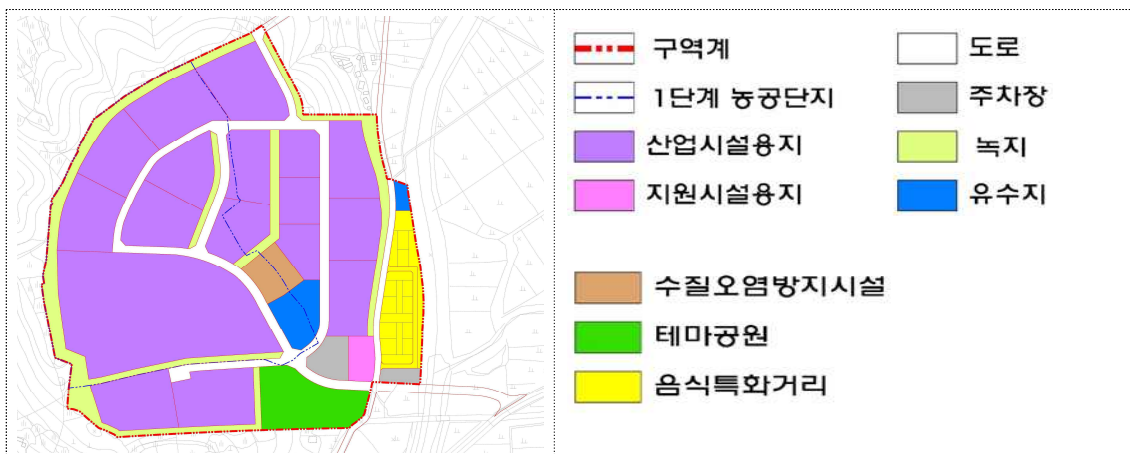 구역계
도로
1단계 농공단지
주차장
산업시설용지
녹지
지원시설용지
유수지
수질오염방지시설
테마공원
음식특화거리